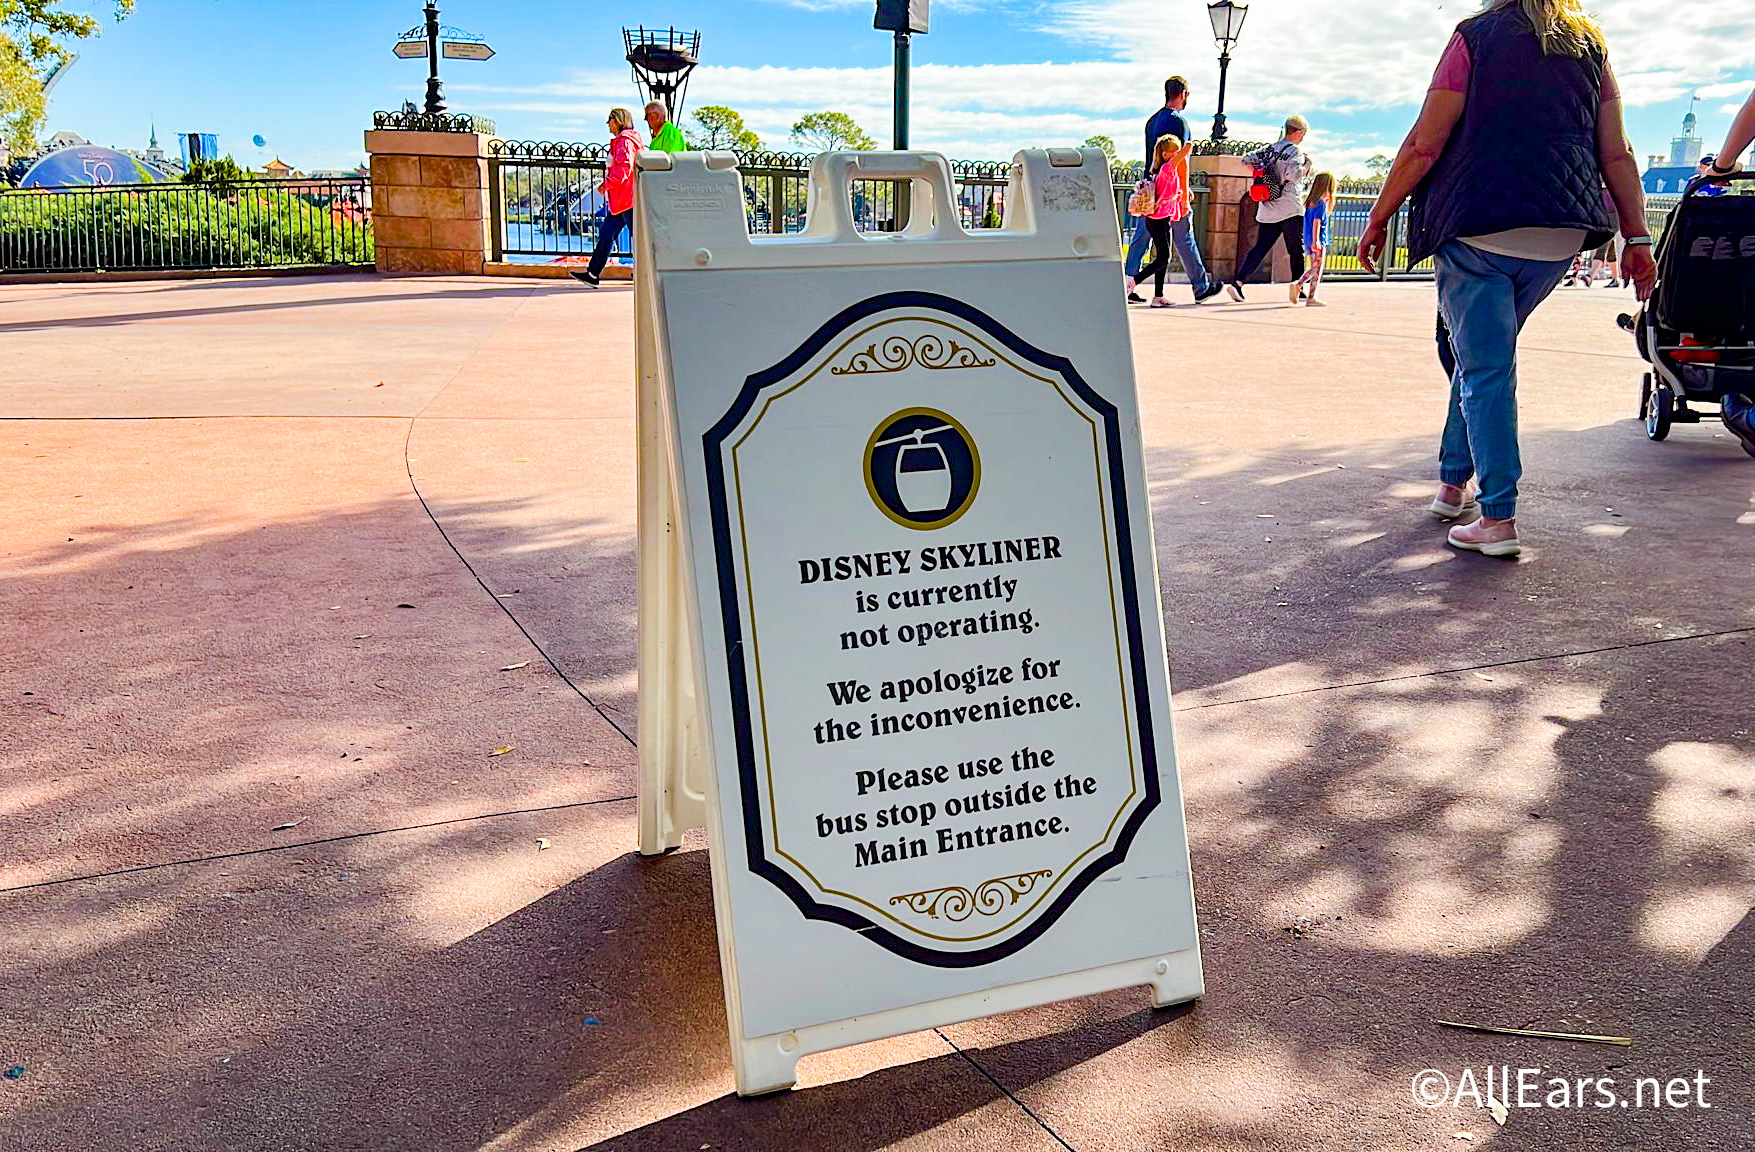 50
DISNEY SKYLINER
is currently
not operating.
We apologize for
the inconvenience.
Please use the
bus stop outside the
Main Entrance.
©AllEars.net